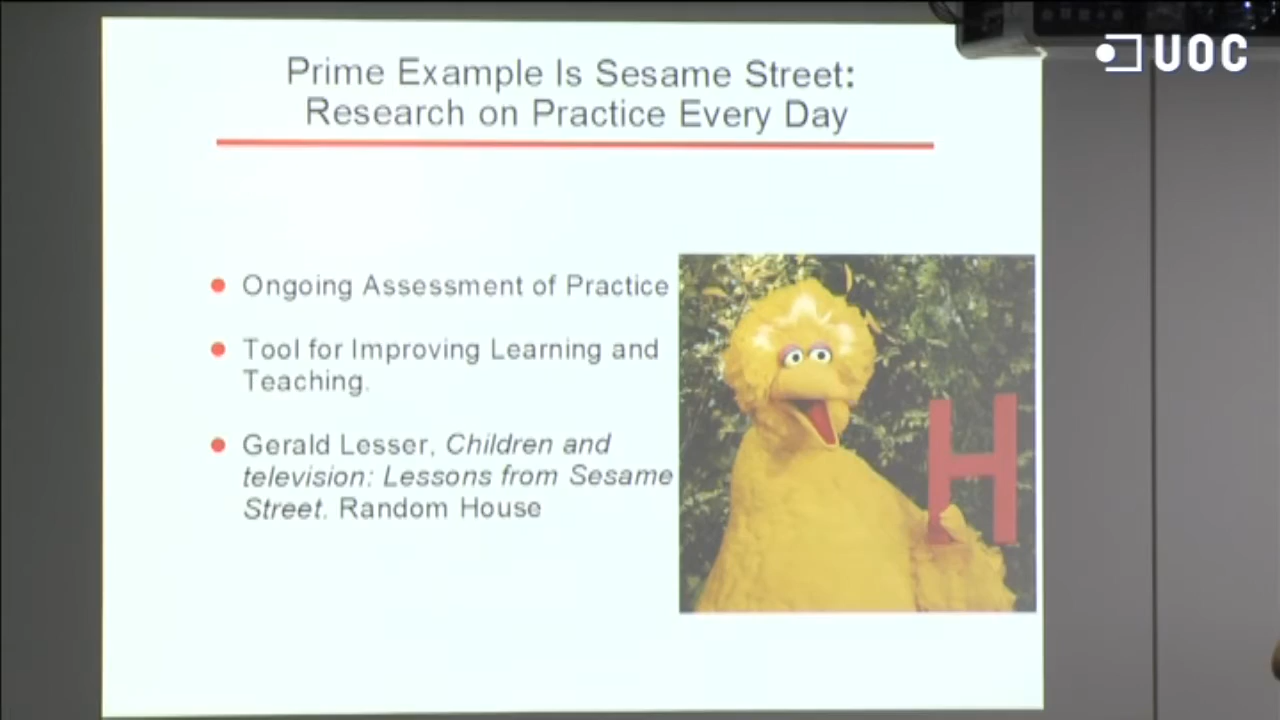 UOC
Prime Example Is Sesame Street:
Research on Practice Every Day
Ongoing Assessment of Practice
Tool for Improving Learning and
Teaching.
Gerald Lesser, Children and
television: Lessons from Sesame
Street. Random House
H